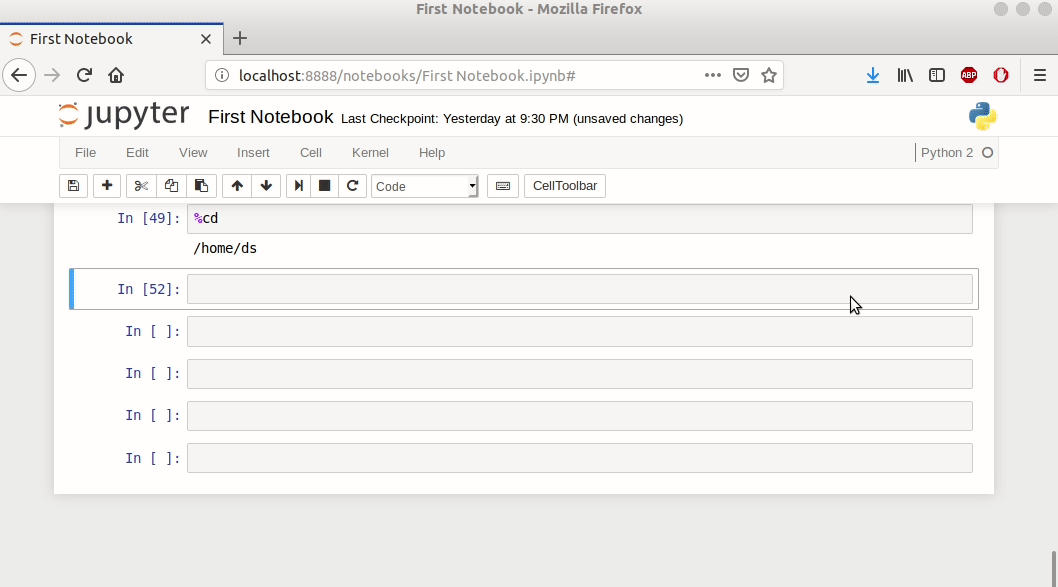 First Notebook - Mozilla Firefox
First Notebook
localhost:8888/notebooks/First Notebook.ipynb#
ABP
jupyter First Notebook Last Checkpoint: Yesterday at 9:30 PM (unsaved changes)
File Edit View Insert Cell Kernel Help Python 2
Code CellToolbar
In [49]: %cd
/home/ds
In [52]:
In [ ]:
In [ ]:
In [ ]:
In [ ]: